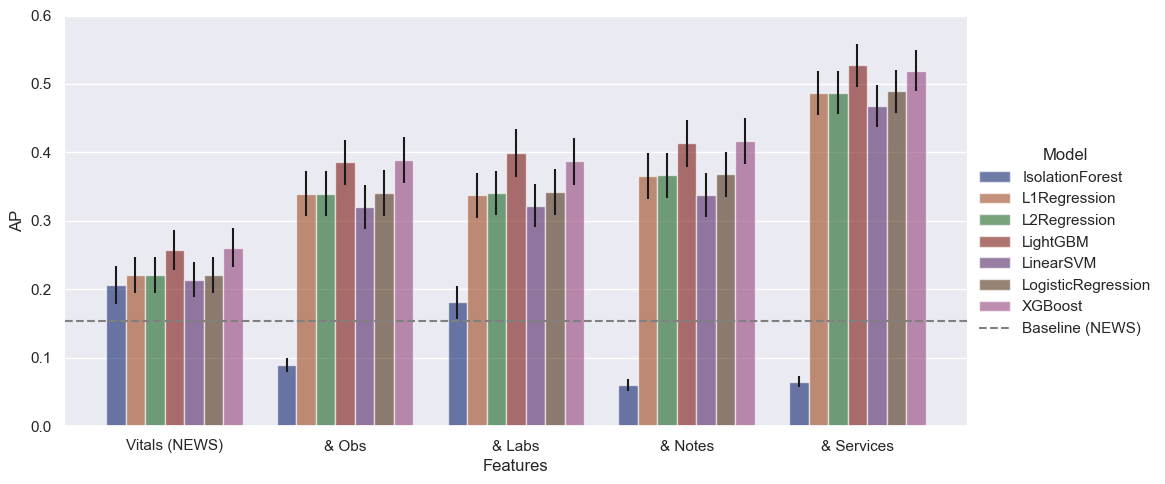 0.6
0.5
0.4
0.3
0.2
0.1
0.0
AP
Vitals (NEWS)
& Obs
& Labs
& Notes
& Services
Features
Model
IsolationForest
L1Regression
L2Regression
LightGBM
LinearSVM
LogisticRegression
XGBoost
Baseline (NEWS)